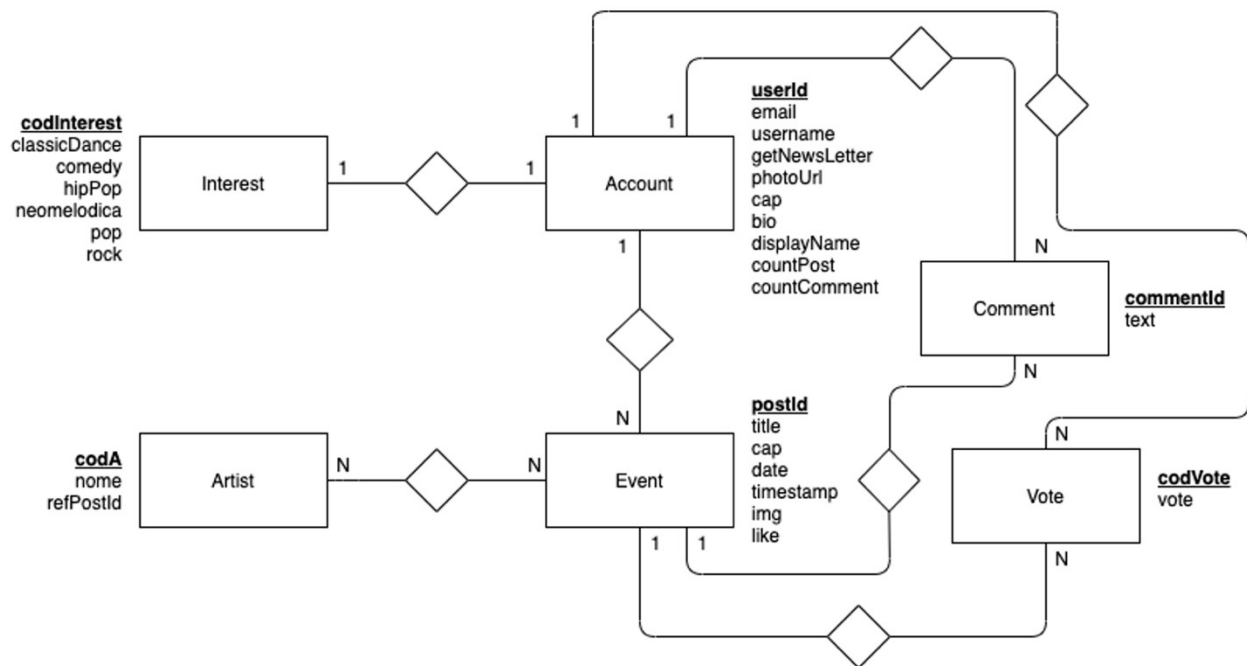 codInterest
classicDance
comedy
hipPop
neomelodica
pop
rock
Interest
1
1
Account
1
1
1
userId
email
username
getNewsLetter
photoUrl
cap
bio
displayName
countPost
countComment
N
Comment
N
commentId
text
codA
nome
refPostId
Artist
N
N
N
Event
1
1
postId
title
cap
date
timestamp
img
like
N
Vote
N
codVote
vote